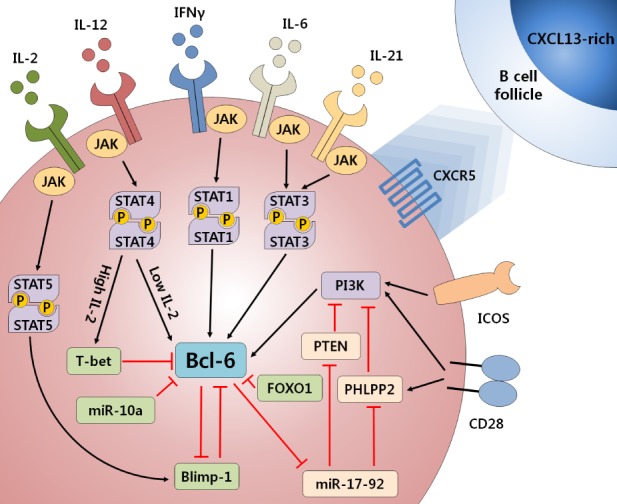 IFNγ
IL-12
IL-6
CXCL13-rich
IL-2
IL-21
B cell
follicle
JAK
JAK
JAK
JAK
JAK
CXCR5
STAT4
P
P
STAT4
STAT1
P
P
STAT1
STAT3
P
P
STAT3
STAT5
P
P
STAT5
High IL-2
Low IL-2
PI3K
ICOS
PTEN
T-bet
Bcl-6
FOXO1
PHLPP2
miR-10a
CD28
Blimp-1
miR-17-92